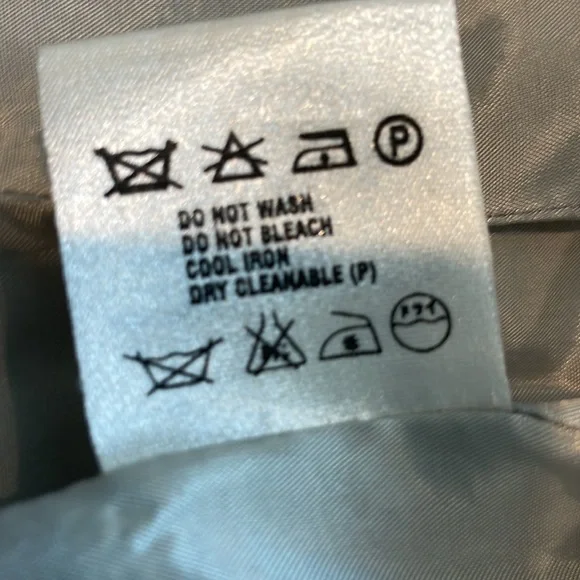 P
DO NOT WASH
DO NOT BLEACH
COOL IRON
DRY CLEANABLE (P)
ドライ